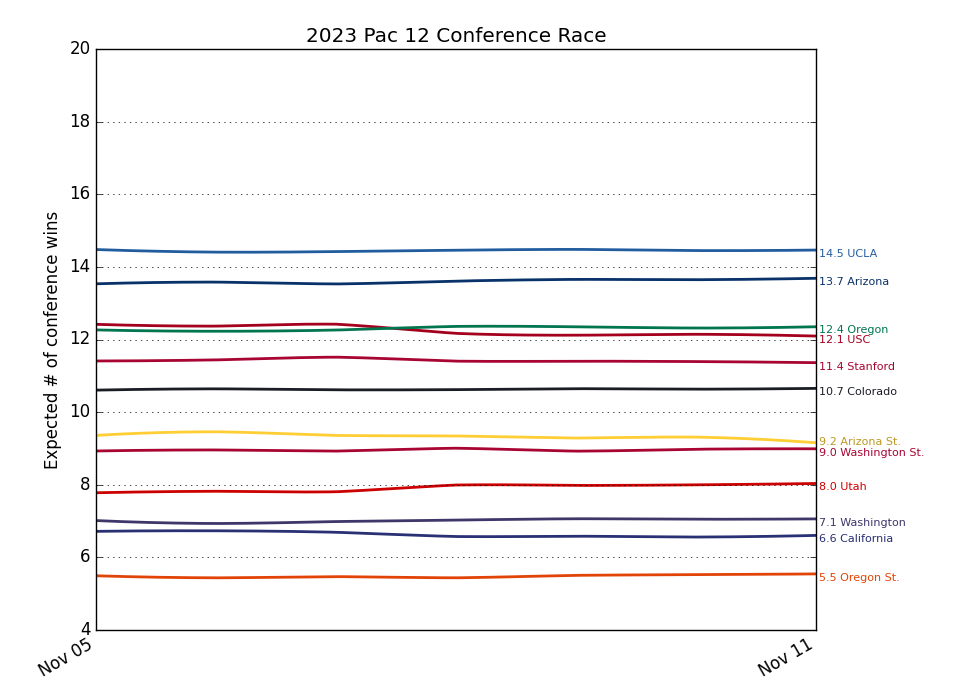 2023 Pac 12 Conference Race
Expected # of conference wins
20
18
16
14
12
10
8
6
4
14.5 UCLA
13.7 Arizona
12.4 Oregon
12.1 USC
11.4 Stanford
10.7 Colorado
9.2 Arizona St.
9.0 Washington St.
8.0 Utah
7.1 Washington
6.6 California
5.5 Oregon St.
Nov 05
Nov 11